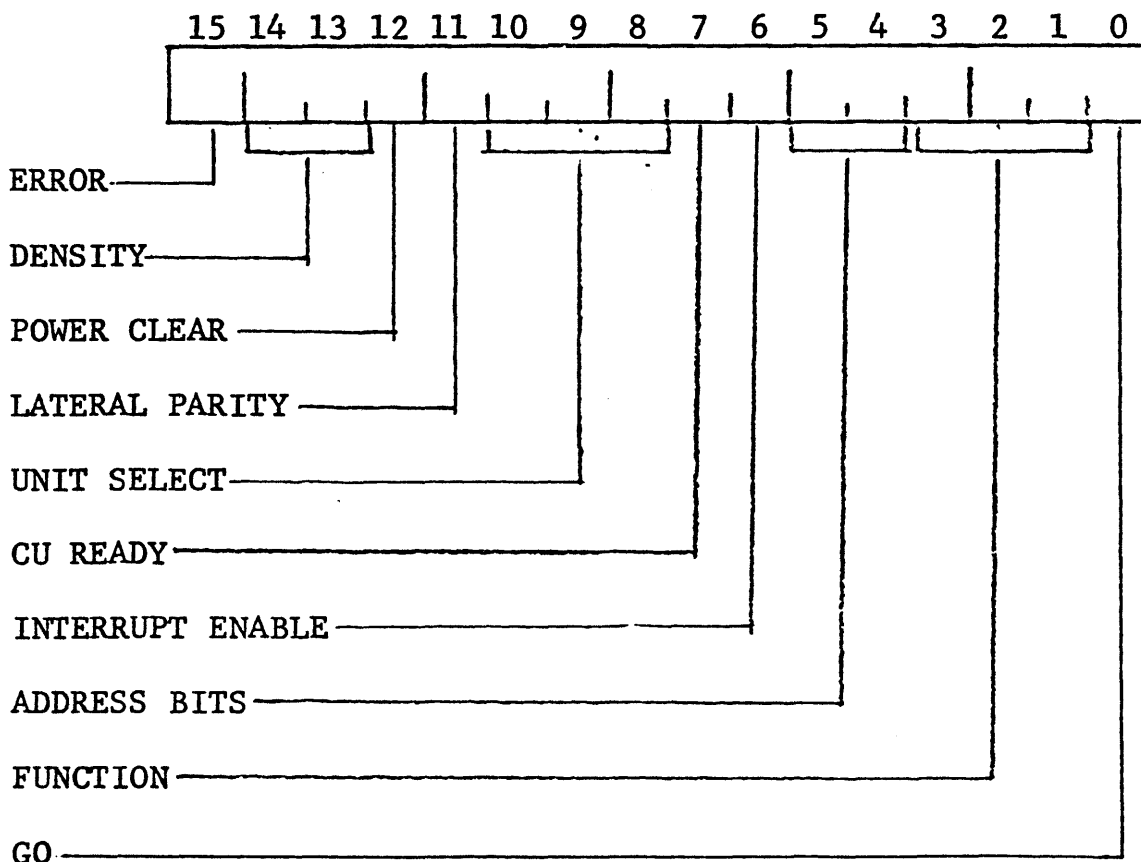 15 14 13 12 11 10 9 8 7 6 5 4 3 2 1 0
ERROR
DENSITY
POWER CLEAR
LATERAL PARITY
UNIT SELECT
CU READY
INTERRUPT ENABLE
ADDRESS BITS
FUNCTION
GO